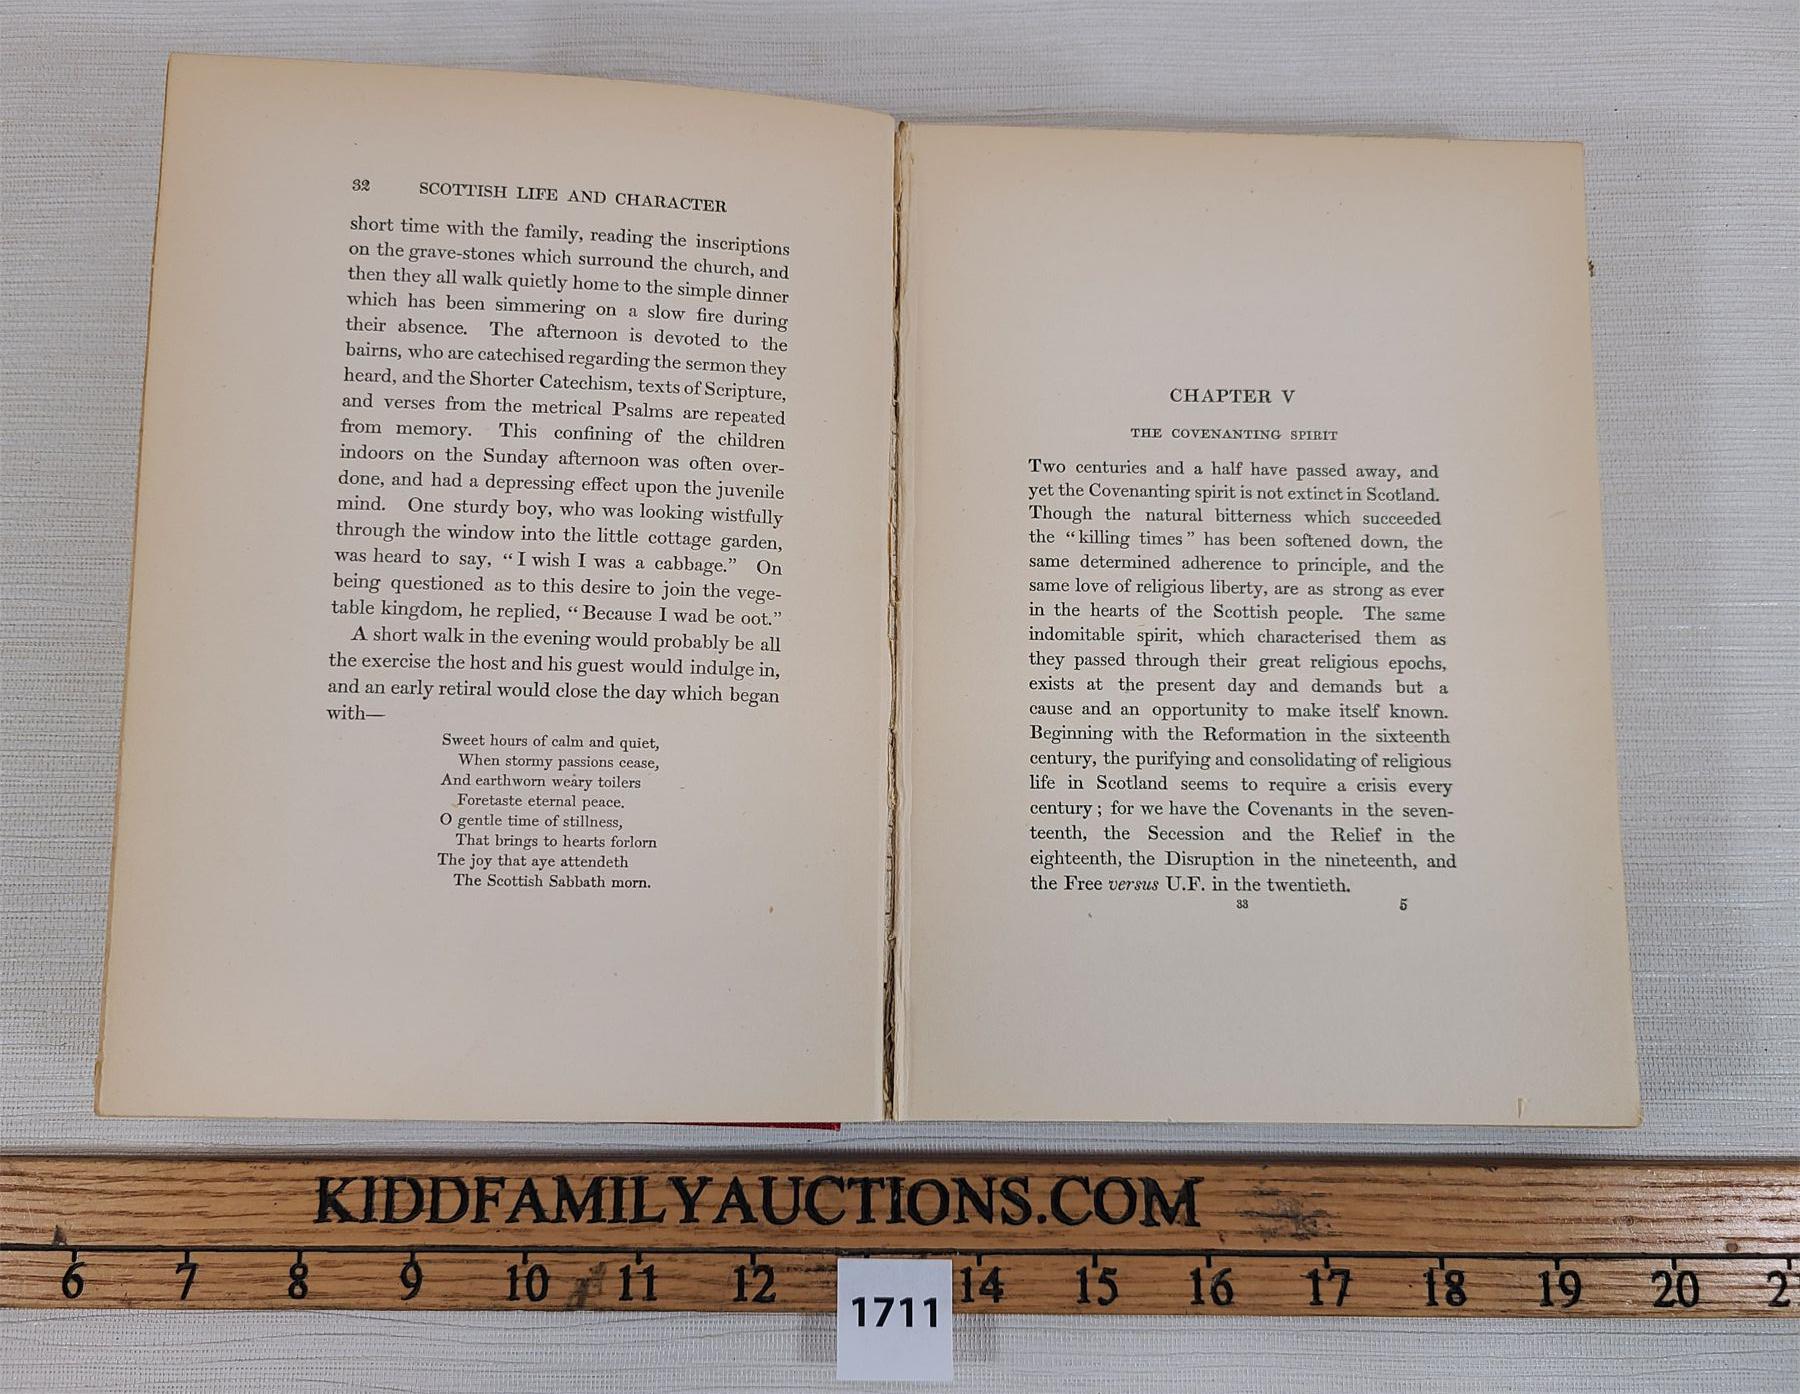 32 SCOTTISH LIFE AND CHARACTER
short time with the family, reading the inscriptions
on the grave-stones which surround the church, and
then they all walk quietly home to the simple dinner
which has been simmering on a slow fire during
their absence. The afternoon is devoted to the
bairns, who are catechised regarding the sermon they
heard, and the Shorter Catechism, texts of Scripture,
and verses from the metrical Psalms are repeated
from memory. This confining of the children
indoors on the Sunday afternoon was often over-
done, and had a depressing effect upon the juvenile
mind. One sturdy boy, who was looking wistfully
through the window into the little cottage garden,
was heard to say, “I wish I was a cabbage.” On
being questioned as to this desire to join the vege-
table kingdom, he replied, “Because I wad be oot.”
A short walk in the evening would probably be all
the exercise the host and his guest would indulge in,
and an early retiral would close the day which began
with—
Sweet hours of calm and quiet,
When stormy passions cease,
And earthworn weary toilers
Foretaste eternal peace.
O gentle time of stillness,
That brings to hearts forlorn
The joy that aye attendeth
The Scottish Sabbath morn.
CHAPTER V
THE COVENANTING SPIRIT
Two centuries and a half have passed away, and
yet the Covenanting spirit is not extinct in Scotland.
Though the natural bitterness which succeeded
the “killing times” has been softened down, the
same determined adherence to principle, and the
same love of religious liberty, are as strong as ever
in the hearts of the Scottish people. The same
indomitable spirit, which characterised them as
they passed through their great religious epochs,
exists at the present day and demands but a
cause and an opportunity to make itself known.
Beginning with the Reformation in the sixteenth
century, the purifying and consolidating of religious
life in Scotland seems to require a crisis every
century; for we have the Covenants in the seven-
teenth, the Secession and the Relief in the
eighteenth, the Disruption in the nineteenth, and
the Free versus U.F. in the twentieth.
33 5
KIDDFAMILYAUCTIONS.COM
6 7 8 9 10 11 12 14 15 16 17 18 19 20
1711